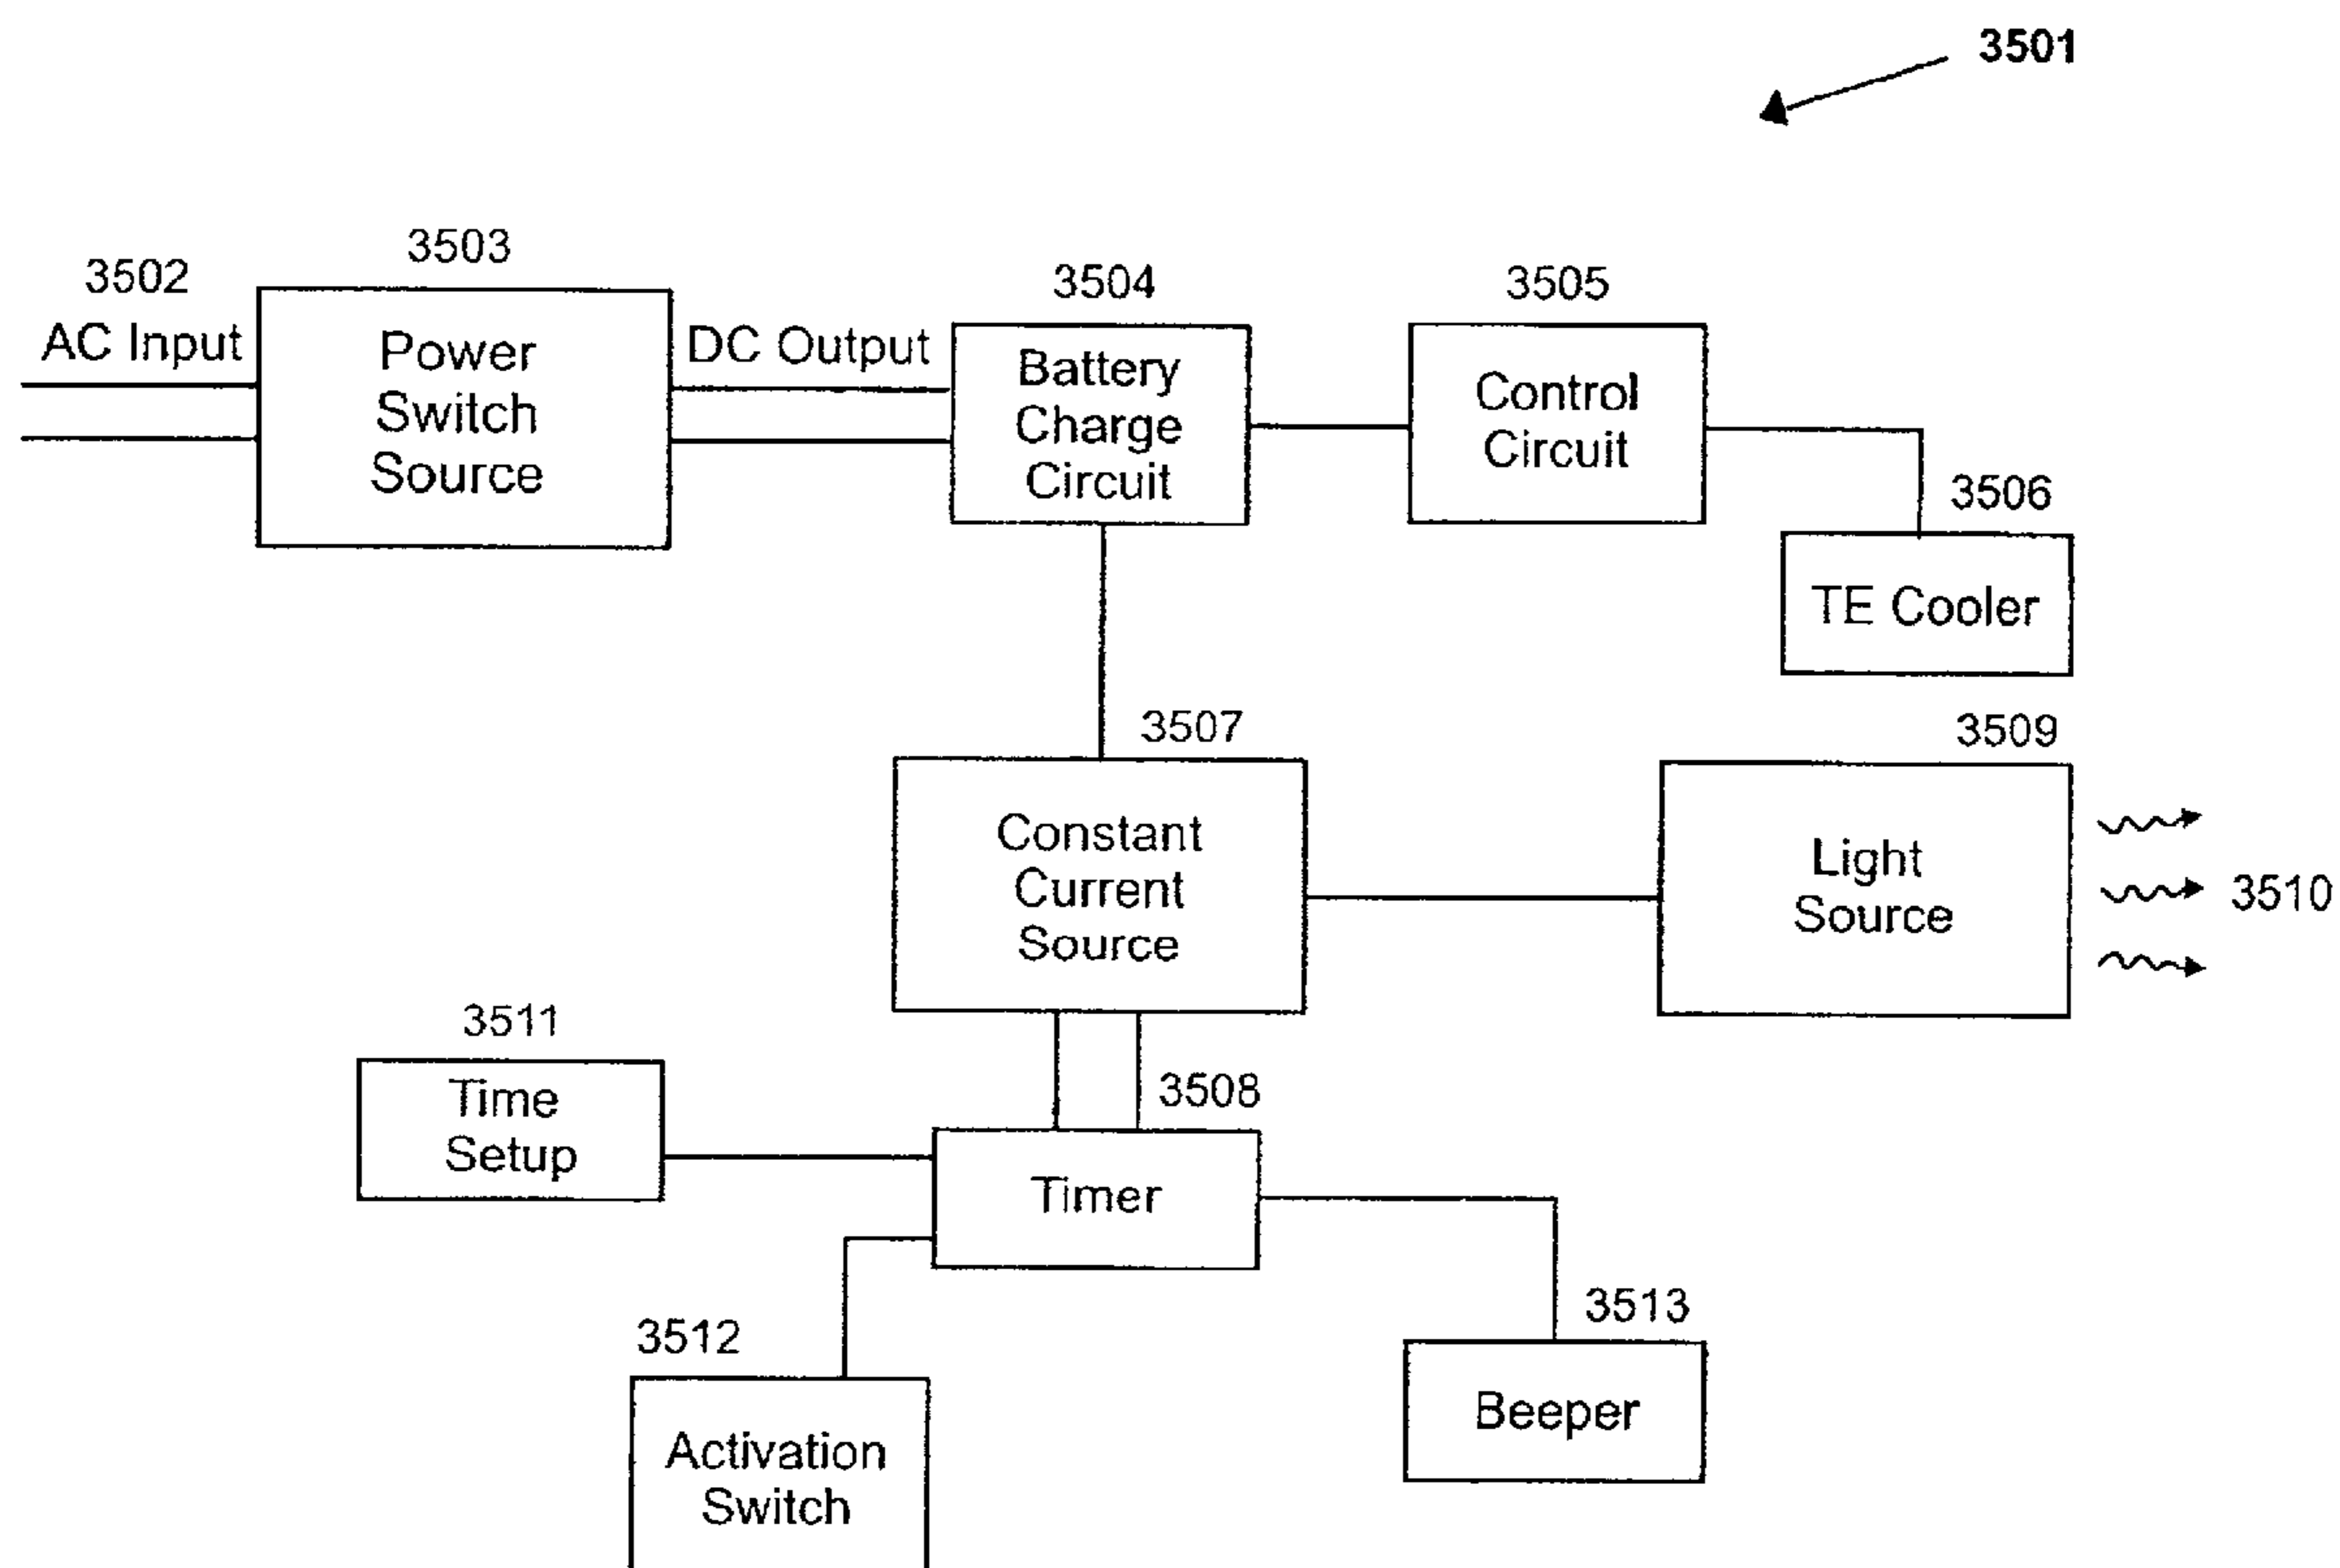 3501
3502
AC Input
3503
Power
Switch
Source
DC Output
3504
Battery
Charge
Circuit
3505
Control
Circuit
3506
TE Cooler
3507
Constant
Current
Source
3509
Light
Source
3510
3511
Time
Setup
3508
Timer
3512
Activation
Switch
3513
Beeper